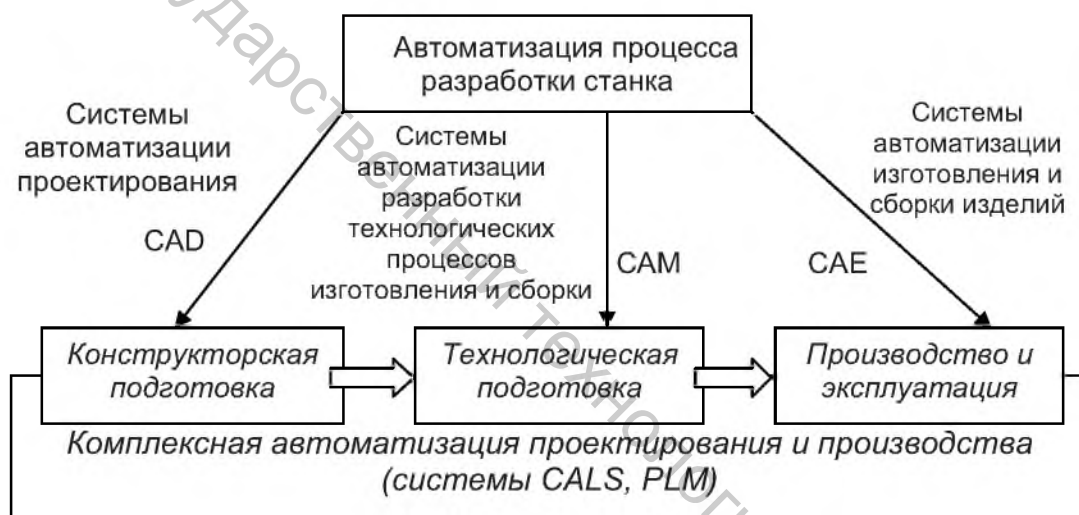 Автоматизация процесса
разработки станка
Системы
автоматизации
проектирования
CAD
Системы
автоматизации
разработки
технологических
процессов
изготовления и сборки
CAM
Системы
автоматизации
изготовления и
сборки изделий
CAE
Конструкторская
подготовка
Технологическая
подготовка
Производство и
эксплуатация
Комплексная автоматизация проектирования и производства
(системы CALS, PLM)